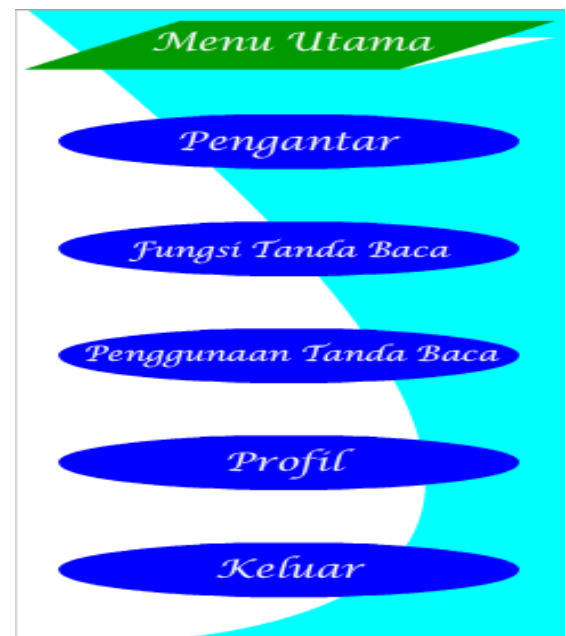 Menu Utama
Pengantar
Fungsi Tanda Baca
Penggunaan Tanda Baca
Profil
Keluar